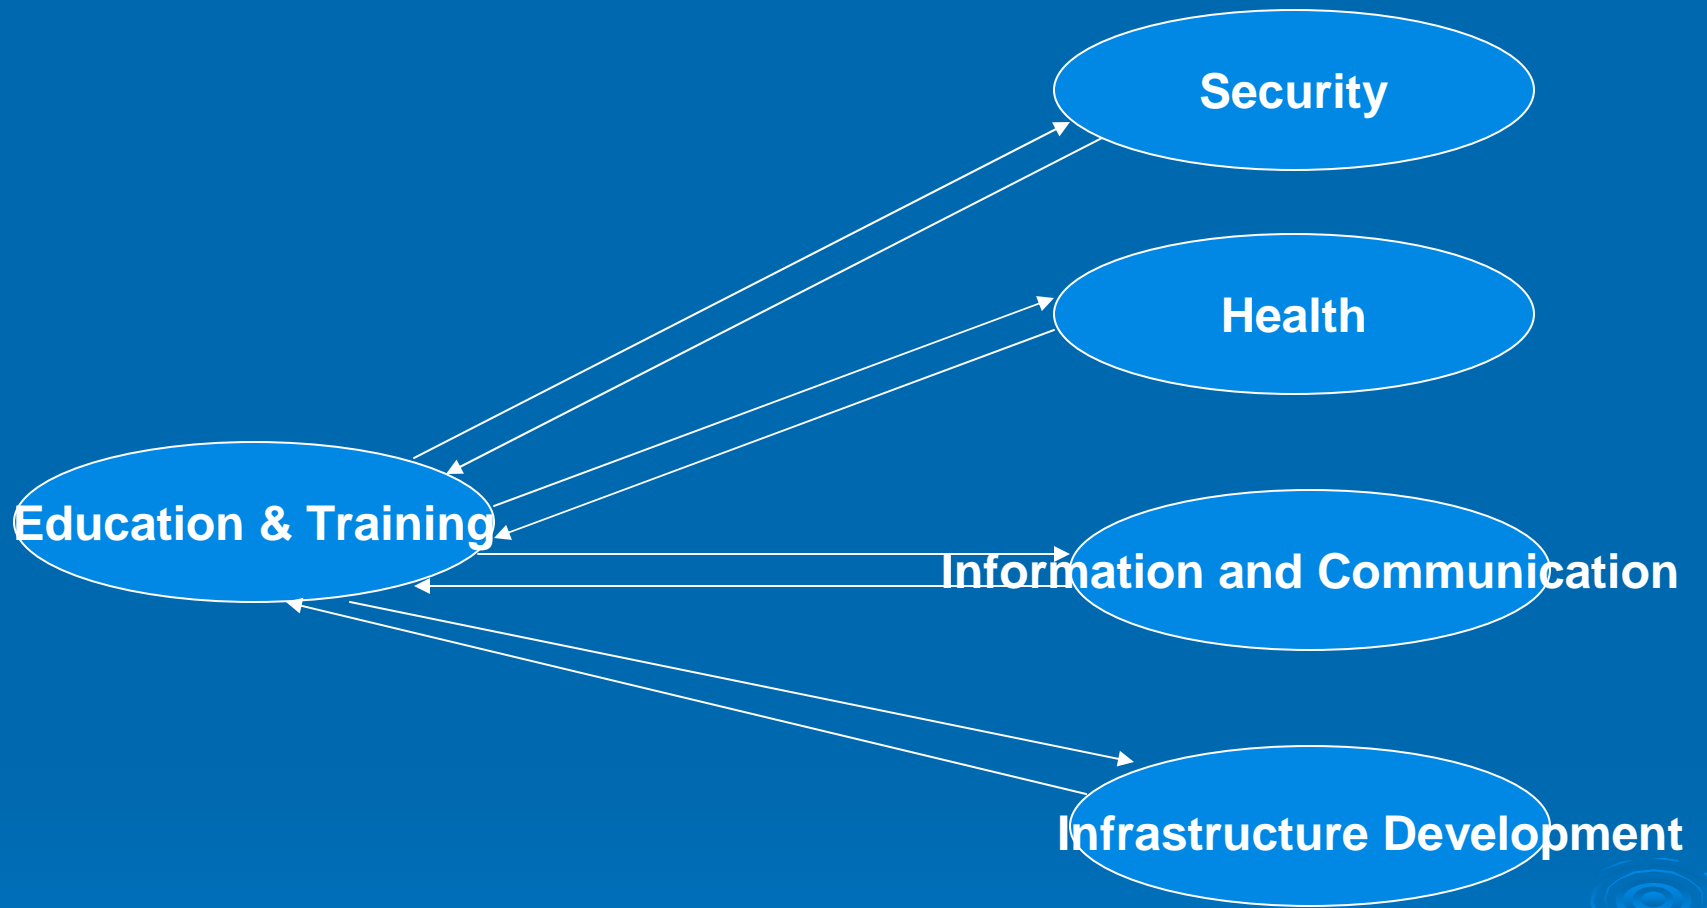 Security
Health
Education & Training
Information and Communication
Infrastructure Development